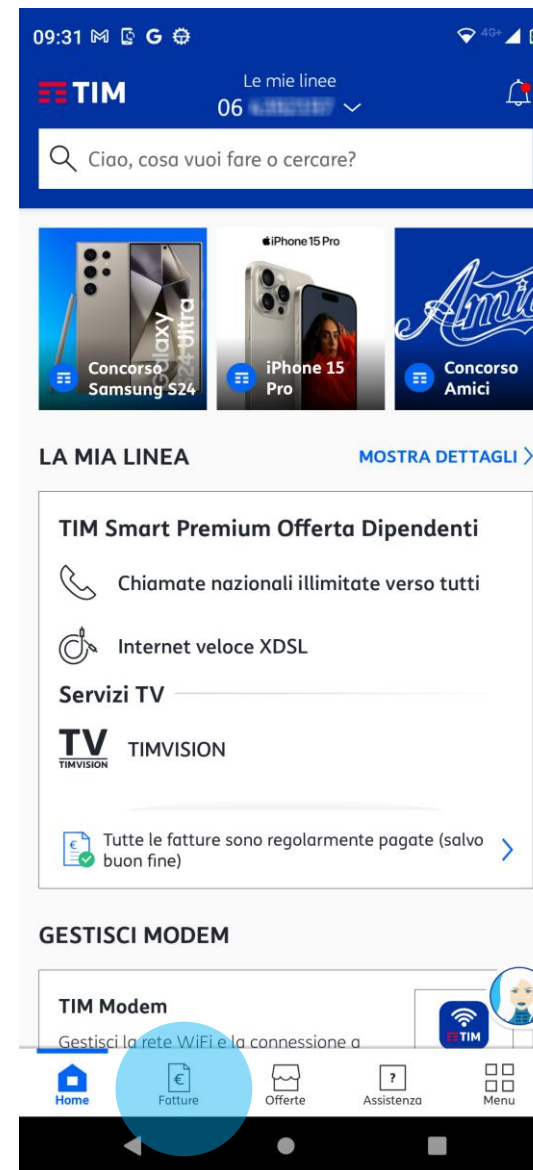 09:31
4G+
TIM
Le mie linee
06
Ciao, cosa vuoi fare o cercare?
Galaxy
S24 Ultra
Concorso
Samsung S24
iPhone 15 Pro
iPhone 15
Pro
Amic
Concorso
Amici
LA MIA LINEA
MOSTRA DETTAGLI
TIM Smart Premium Offerta Dipendenti
Chiamate nazionali illimitate verso tutti
Internet veloce XDSL
Servizi TV
TV
TIMVISION
TIMVISION
€
Tutte le fatture sono regolarmente pagate (salvo
buon fine)
GESTISCI MODEM
TIM Modem
Gestisci la rete WiFi e la connessione a
TIM
€
?
Home
Fatture
Offerte
Assistenza
Menu